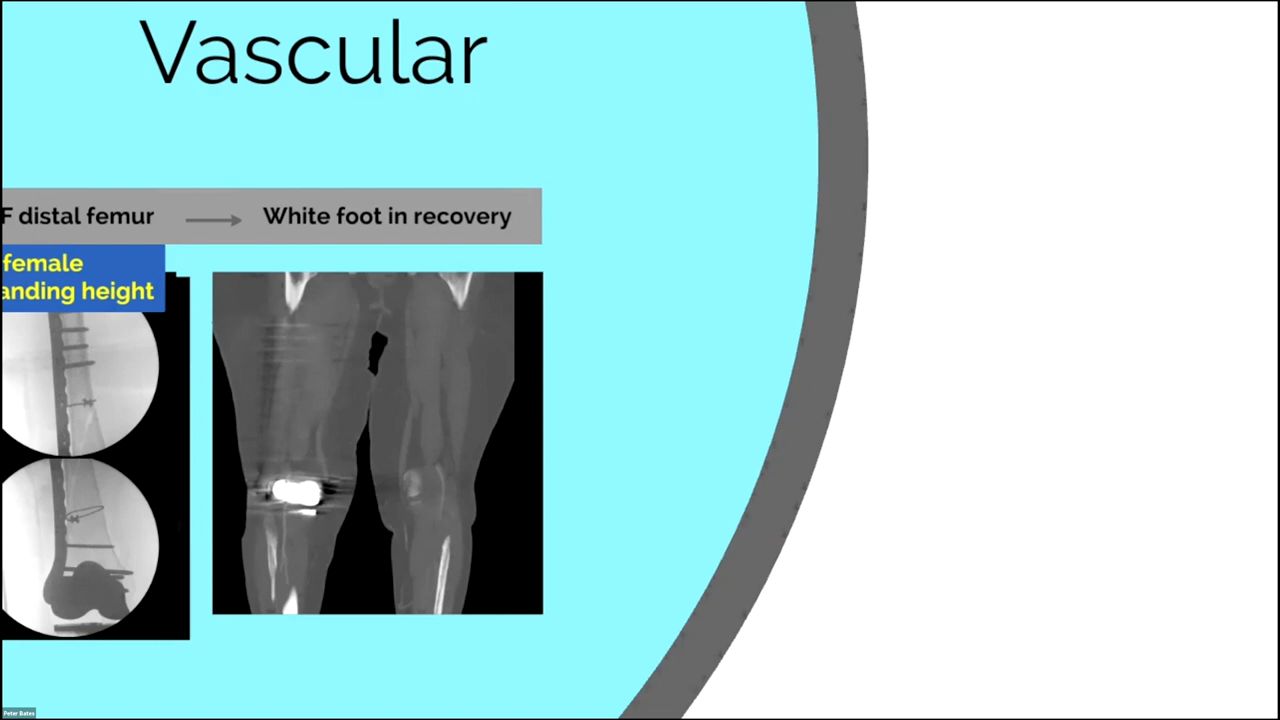 Vascular
F distal femur → White foot in recovery
female
anding height
Peter Bates